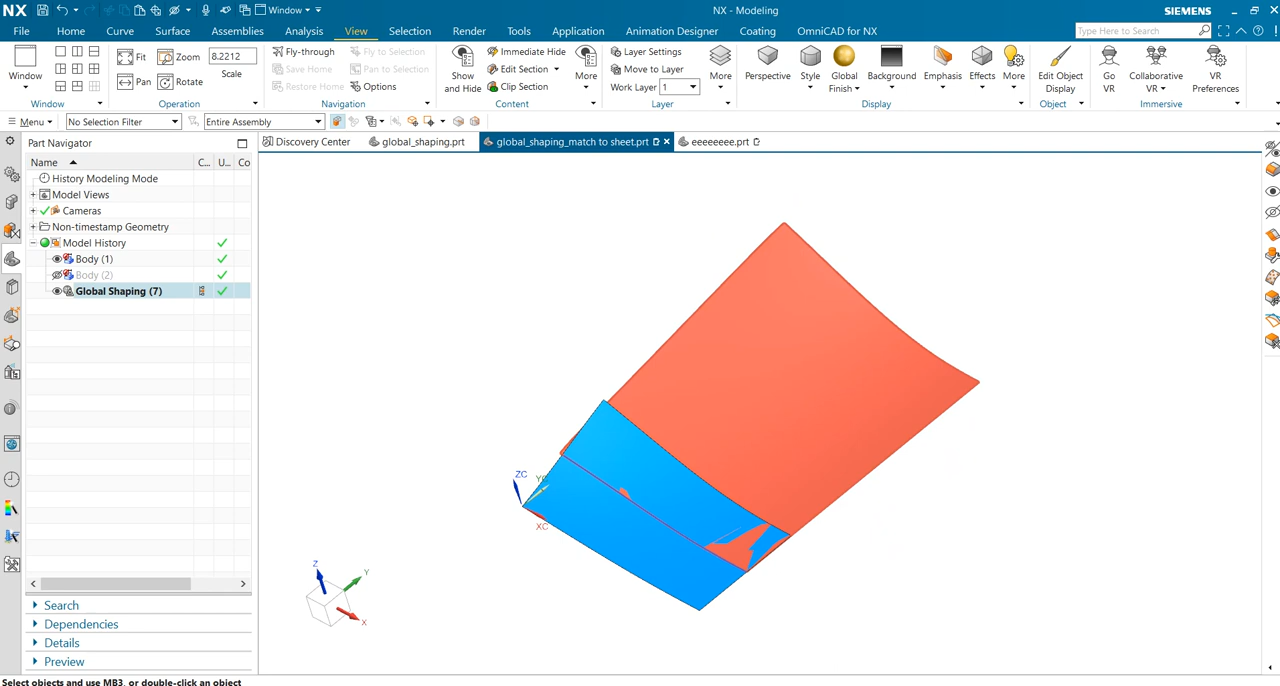 NX Window NX - Modeling SIEMENS
File Home Curve Surface Assemblies Analysis View Selection Render Tools Application Animation Designer Coating OmniCAD for NX Type Here to Search
Window Fit Zoom 8.2212 Fly-through Fly to Selection Show and Hide Immediate Hide More Layer Settings More Perspective Style Global Finish Background Emphasis Effects More Edit Object Display Go VR Collaborative VR VR Preferences
Pan Rotate Scale Save Home Pan to Selection Edit Section Move to Layer
Restore Home Options Clip Section Work Layer 1
Window Operation Navigation Content Layer Display Object Immersive
Menu No Selection Filter Entire Assembly
Part Navigator Discovery Center global_shaping.prt global_shaping_match to sheet.prt eeeeeeee.prt
Name C... U... Co
History Modeling Mode
Model Views
Cameras
Non-timestamp Geometry
Model History
Body (1)
Body (2)
Global Shaping (7)
ZC
XC
Z
Y
X
Search
Dependencies
Details
Preview
Select objects and use MB3, or double-click an object